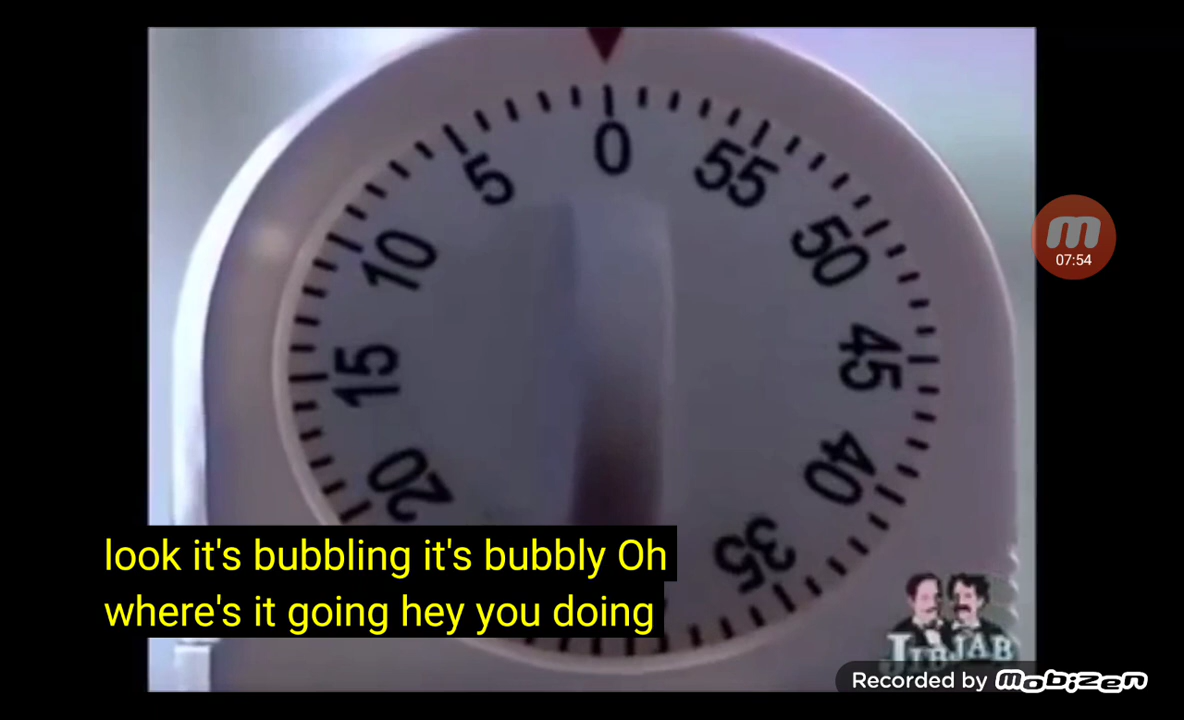 0
5
55
10
50
15
45
20
40
35
look it's bubbling it's bubbly Oh
where's it going hey you doing
07:54
JIBJAB
Recorded by mobizen